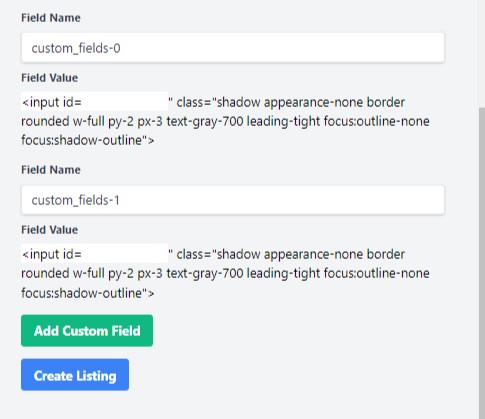 Field Name
custom_fields-0
Field Value
<input id= " class="shadow appearance-none border
rounded w-full py-2 px-3 text-gray-700 leading-tight focus:outline-none
focus:shadow-outline">
Field Name
custom_fields-1
Field Value
<input id= " class="shadow appearance-none border
rounded w-full py-2 px-3 text-gray-700 leading-tight focus:outline-none
focus:shadow-outline">
Add Custom Field
Create Listing